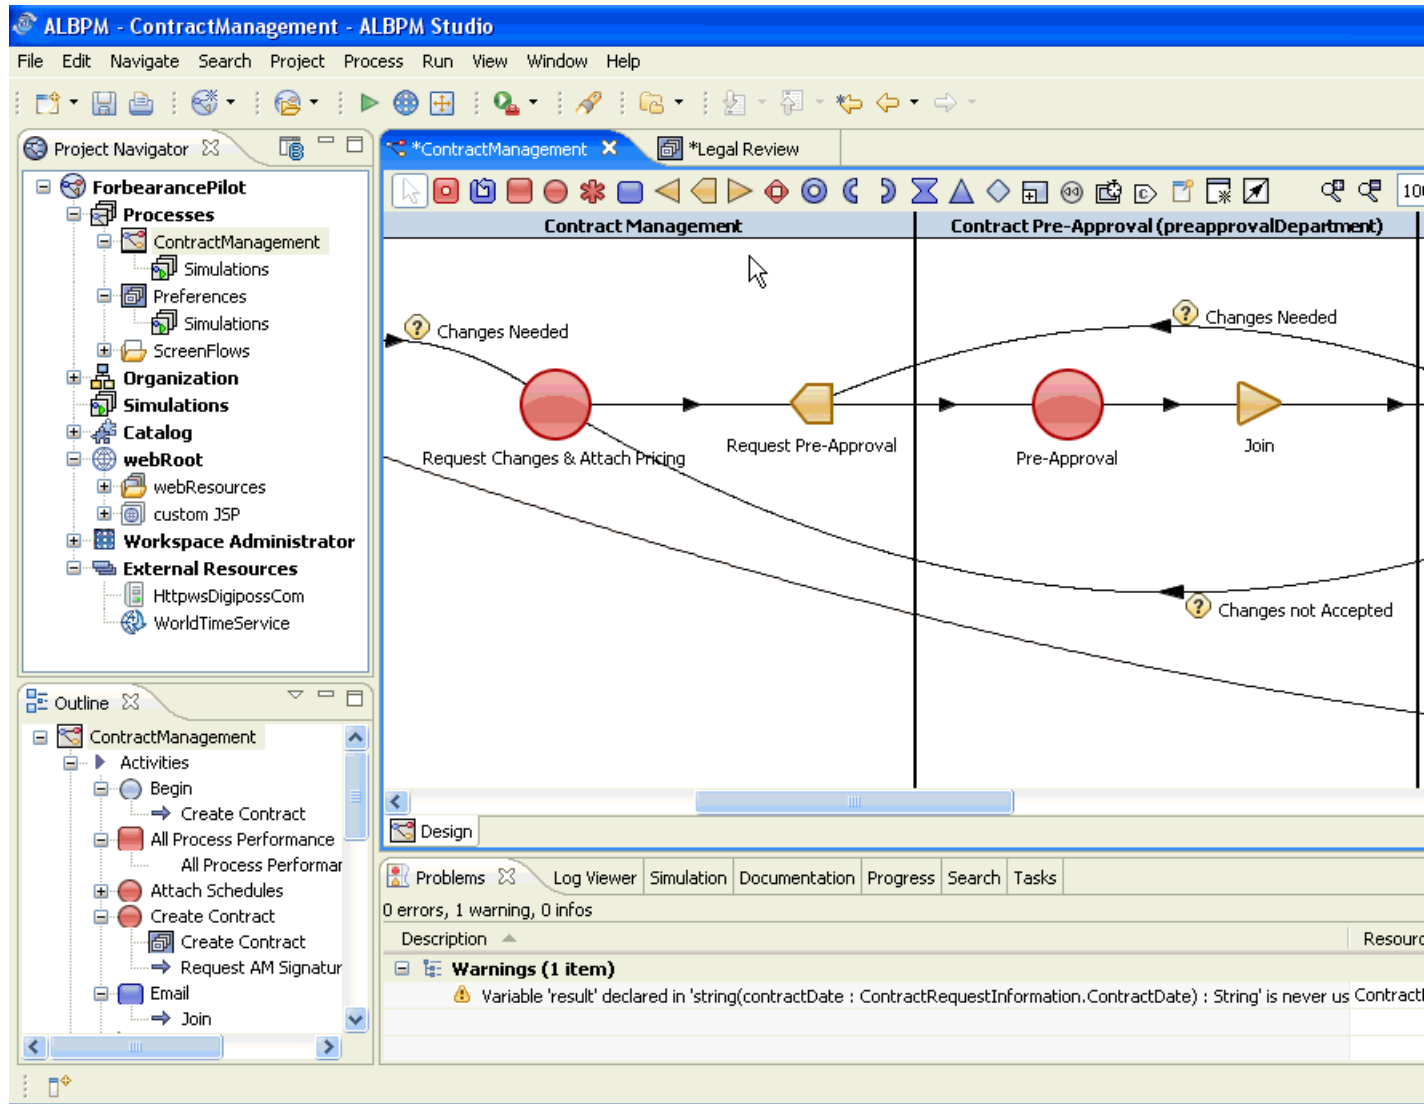 ALBPM - ContractManagement - ALBPM Studio
File Edit Navigate Search Project Process Run View Window Help
Project Navigator
ForbearancePilot
Processes
ContractManagement
Simulations
Preferences
Simulations
ScreenFlows
Organization
Simulations
Catalog
webRoot
webResources
custom JSP
Workspace Administrator
External Resources
HttpwsDigipossCom
WorldTimeService
Outline
ContractManagement
Activities
Begin
Create Contract
All Process Performance
All Process Performar
Attach Schedules
Create Contract
Create Contract
Request AM Signatur
Email
Join
*ContractManagement
*Legal Review
100
Contract Management
Contract Pre-Approval (preapprovalDepartment)
Changes Needed
Changes Needed
Request Changes & Attach Pricing
Request Pre-Approval
Pre-Approval
Join
Changes not Accepted
Design
Problems Log Viewer Simulation Documentation Progress Search Tasks
0 errors, 1 warning, 0 infos
Description Resourc
Warnings (1 item)
Variable 'result' declared in 'string(contractDate : ContractRequestInformation.ContractDate) : String' is never us Contract